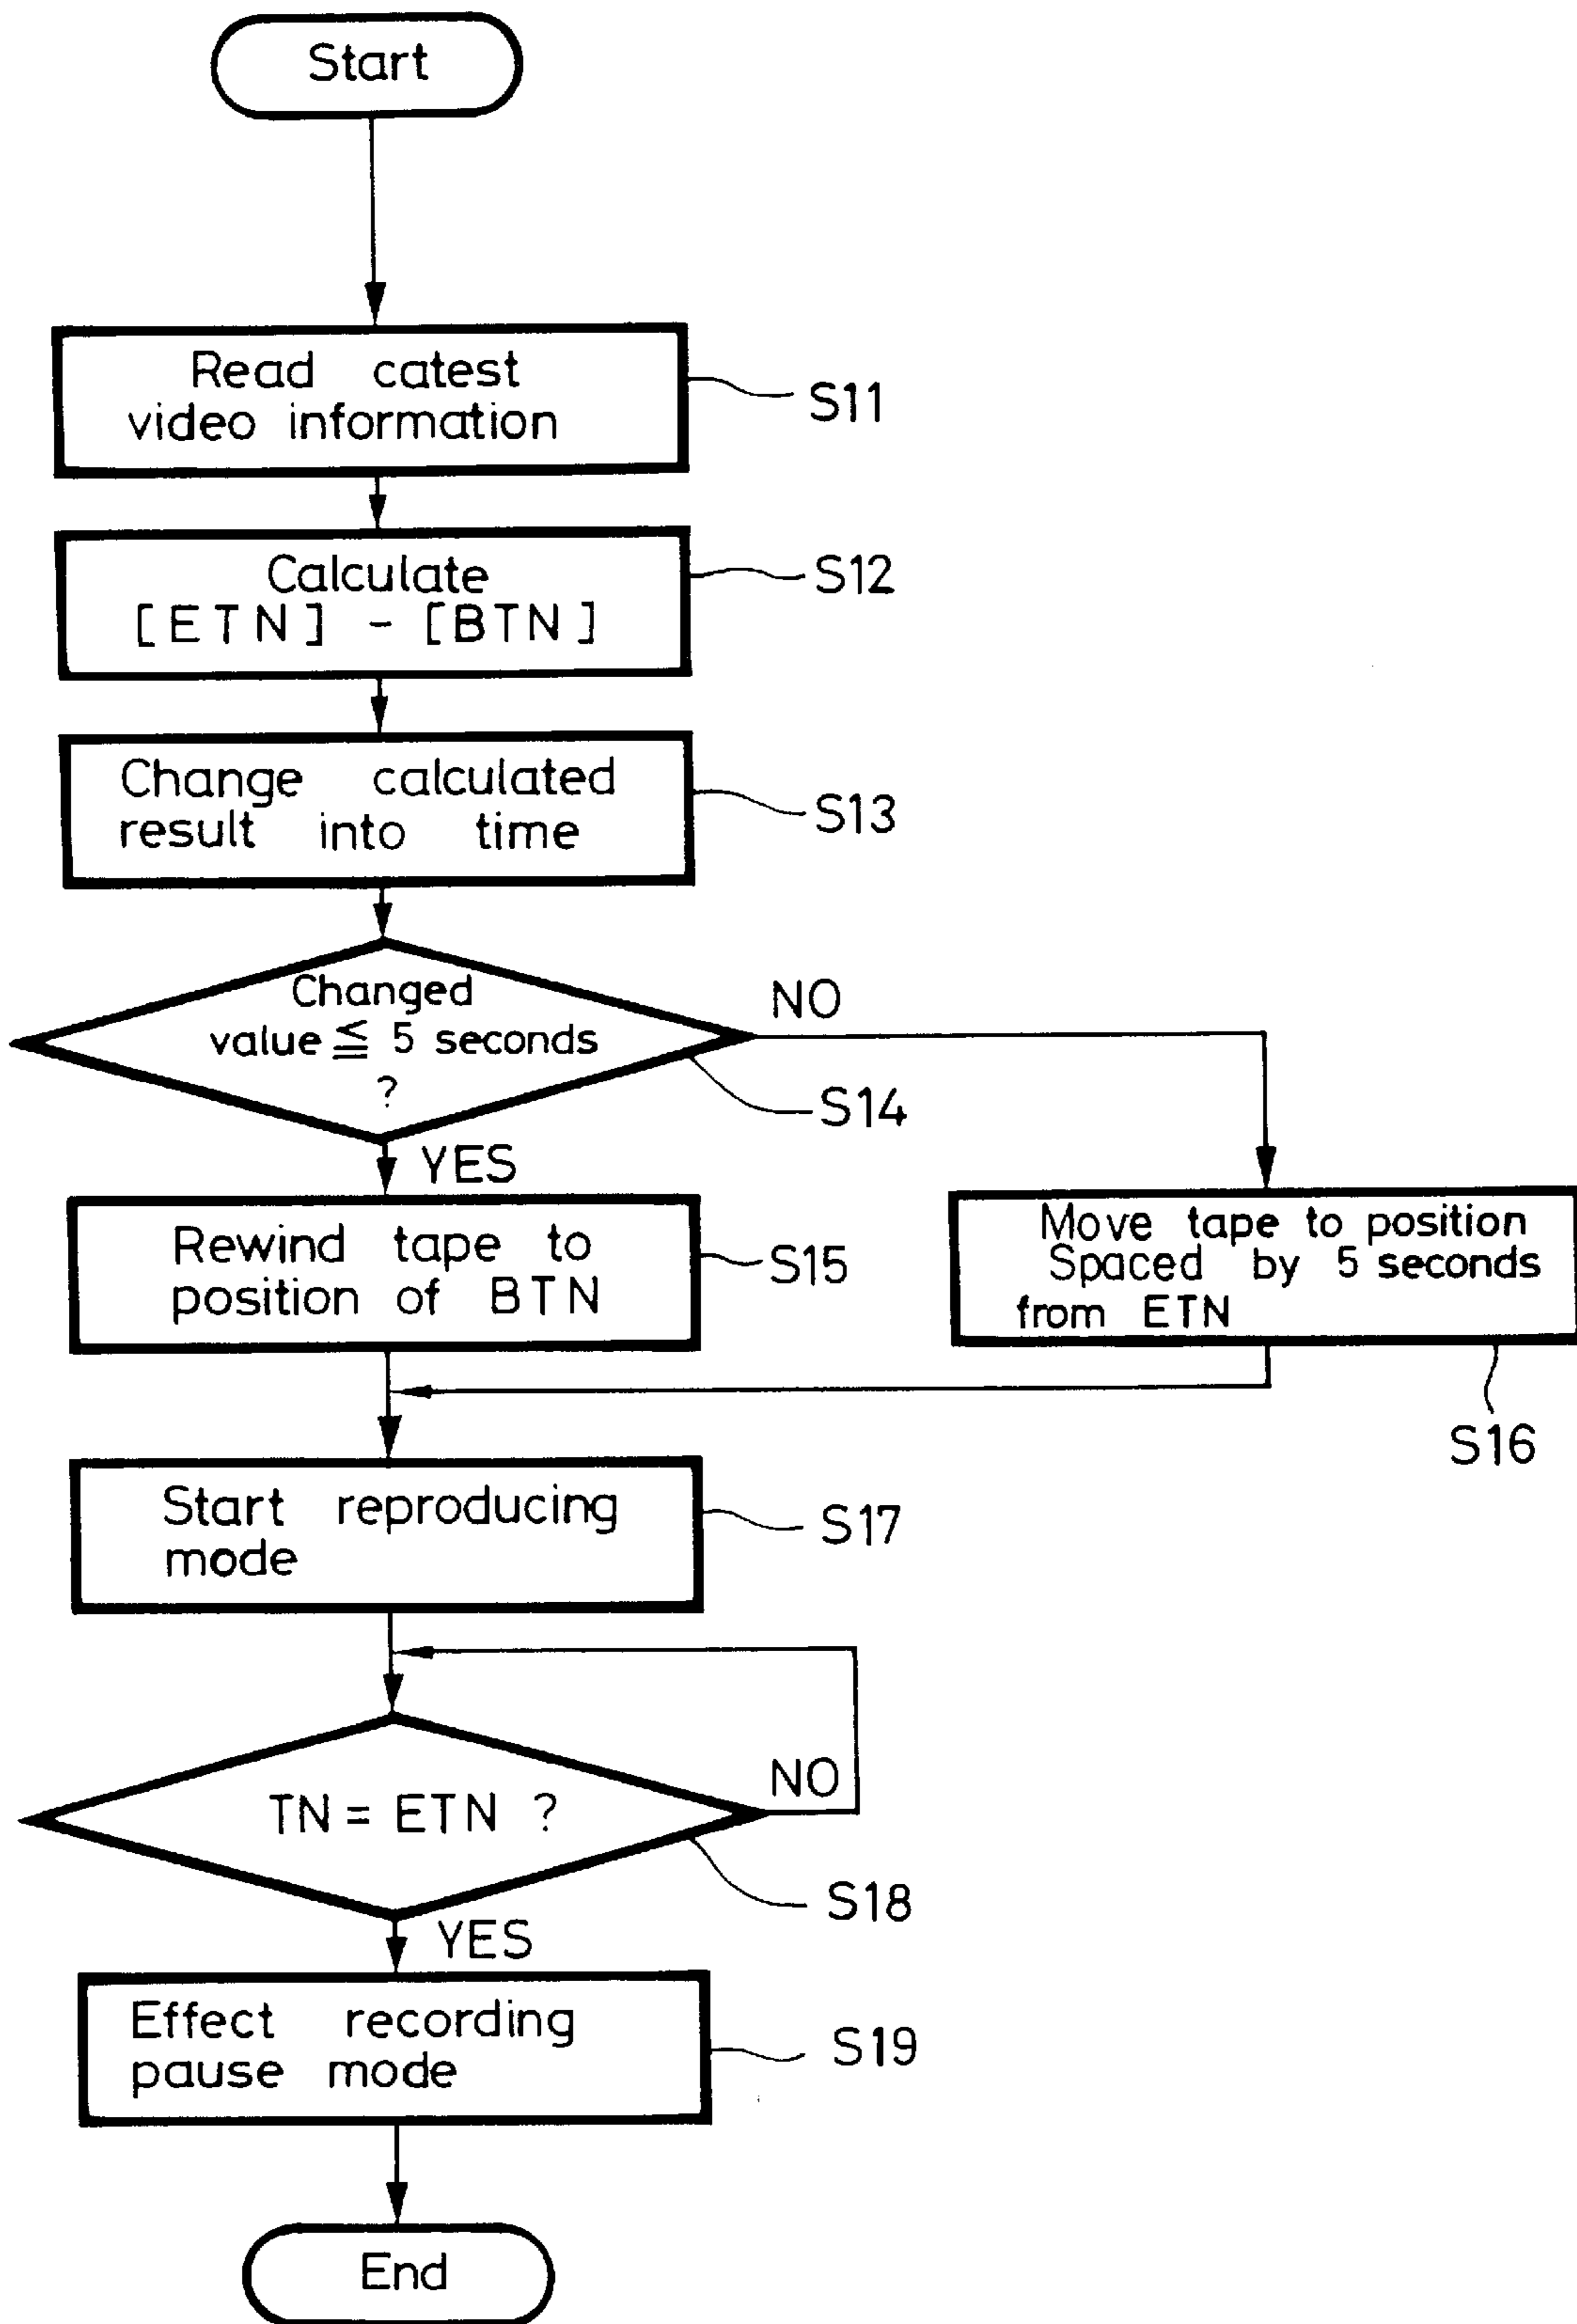 Start
Read catest
video information
S11
Calculate
[ETN] - [BTN]
S12
Change calculated
result into time
S13
Changed
value ≦ 5 seconds
?
NO
S14
YES
Rewind tape to
position of BTN
S15
Move tape to position
Spaced by 5 seconds
from ETN
S16
Start reproducing
mode
S17
TN = ETN ?
NO
S18
YES
Effect recording
pause mode
S19
End